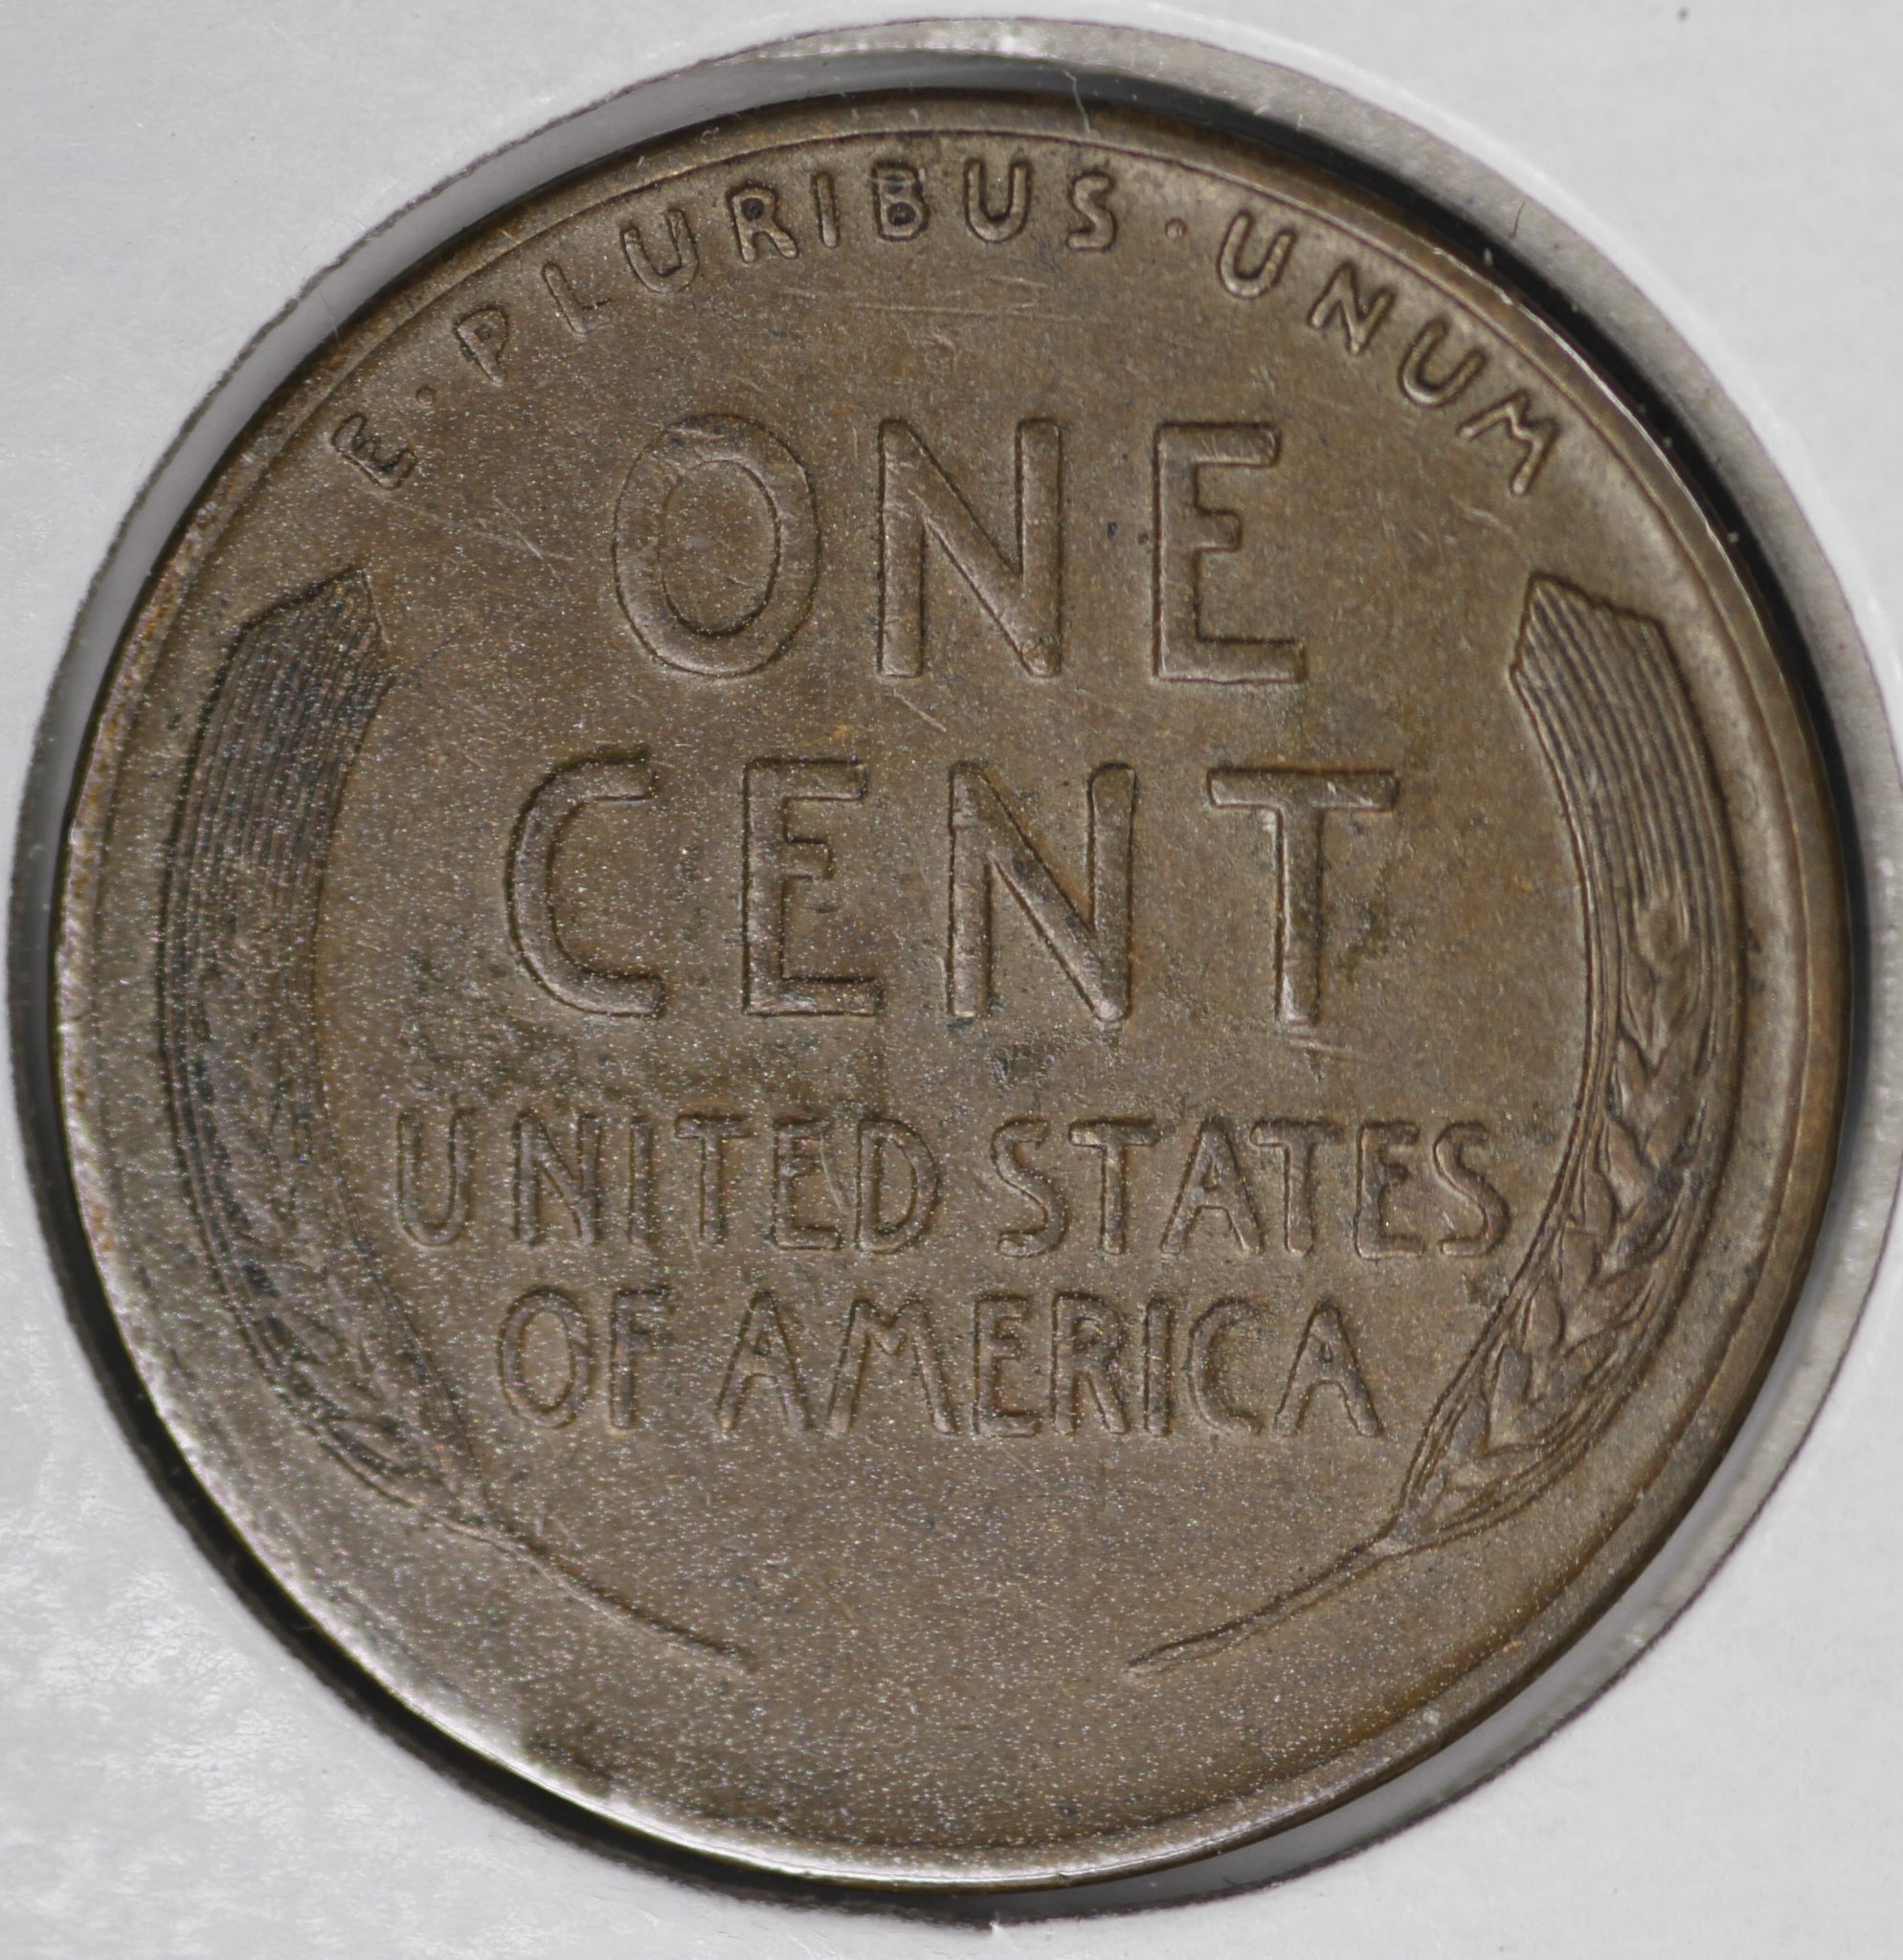 E · PLURIBUS · UNUM
ONE
CENT
UNITED STATES
OF AMERICA